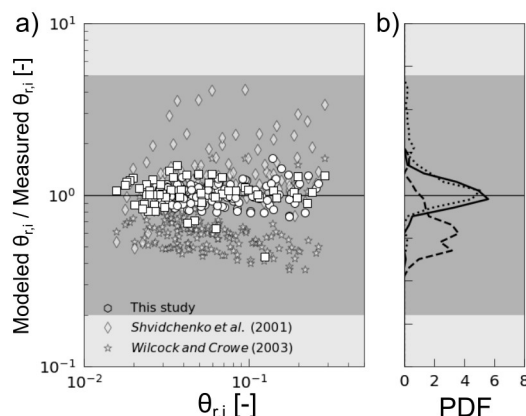 a)
b)
Modeled θr,i / Measured θr,i [-]
10¹
10⁰
10⁻¹
This study
Shvidchenko et al. (2001)
Wilcock and Crowe (2003)
10⁻² 10⁻¹
θr,i [-]
0 2 4 6 8
PDF